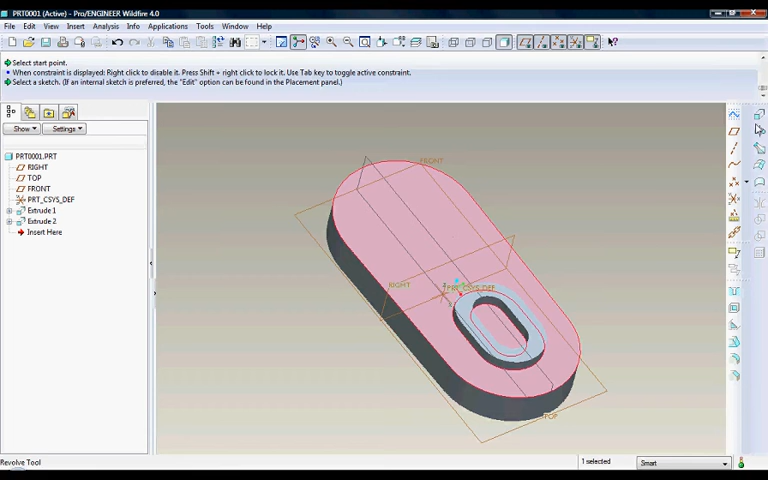 PRT0001 (Active) - Pro/ENGINEER Wildfire 4.0
File Edit View Insert Info Applications Tools Window Help
Select start point.
When constraint is displayed: Right click to disable it. Press Shift + right click to lock it. Use Tab key to toggle active constraint.
Select a sketch. (If an internal sketch is preferred, the "Edit" option can be found in the Placement panel.)
Show Settings
PRT0001.PRT
RIGHT
TOP
FRONT
PRT_CSYS_DEF
Extrude 1
Extrude 2
Insert Here
FRONT
RIGHT
PRT_CSYS_DEF
TOP
Revolve Tool
1 selected
Smart